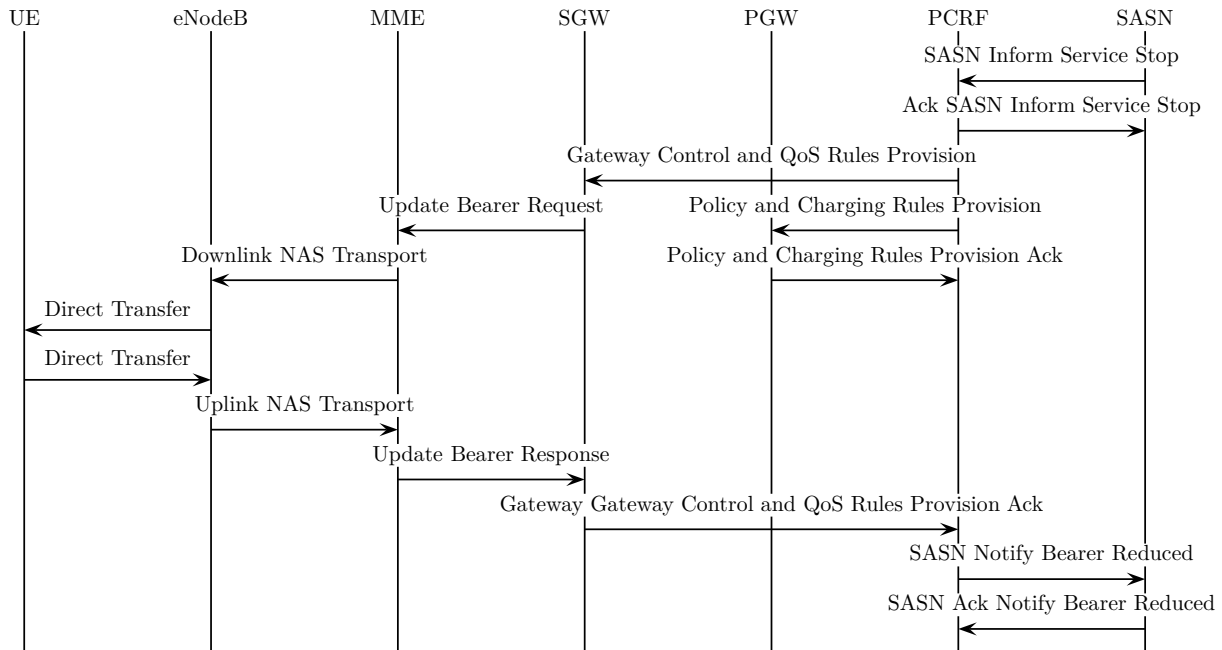 UE eNodeB MME SGW PGW PCRF SASN
SASN Inform Service Stop
Ack SASN Inform Service Stop
Gateway Control and QoS Rules Provision
Update Bearer Request Policy and Charging Rules Provision
Downlink NAS Transport Policy and Charging Rules Provision Ack
Direct Transfer
Direct Transfer
Uplink NAS Transport
Update Bearer Response
Gateway Gateway Control and QoS Rules Provision Ack
SASN Notify Bearer Reduced
SASN Ack Notify Bearer Reduced